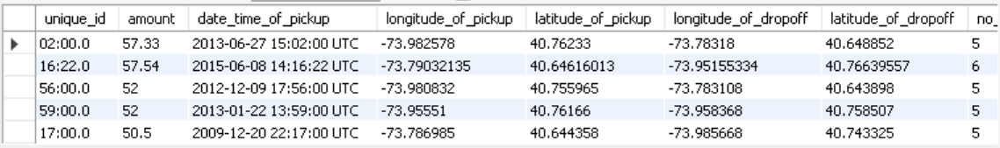 unique_id amount date_time_of_pickup longitude_of_pickup latitude_of_pickup longitude_of_dropoff latitude_of_dropoff no_
02:00.0 57.33 2013-06-27 15:02:00 UTC -73.982578 40.76233 -73.78318 40.648852 5
16:22.0 57.54 2015-06-08 14:16:22 UTC -73.79032135 40.64616013 -73.95155334 40.76639557 6
56:00.0 52 2012-12-09 17:56:00 UTC -73.980832 40.755965 -73.783108 40.643898 5
59:00.0 52 2013-01-22 13:59:00 UTC -73.95551 40.76166 -73.958368 40.758507 5
17:00.0 50.5 2009-12-20 22:17:00 UTC -73.786985 40.644358 -73.985668 40.743325 5